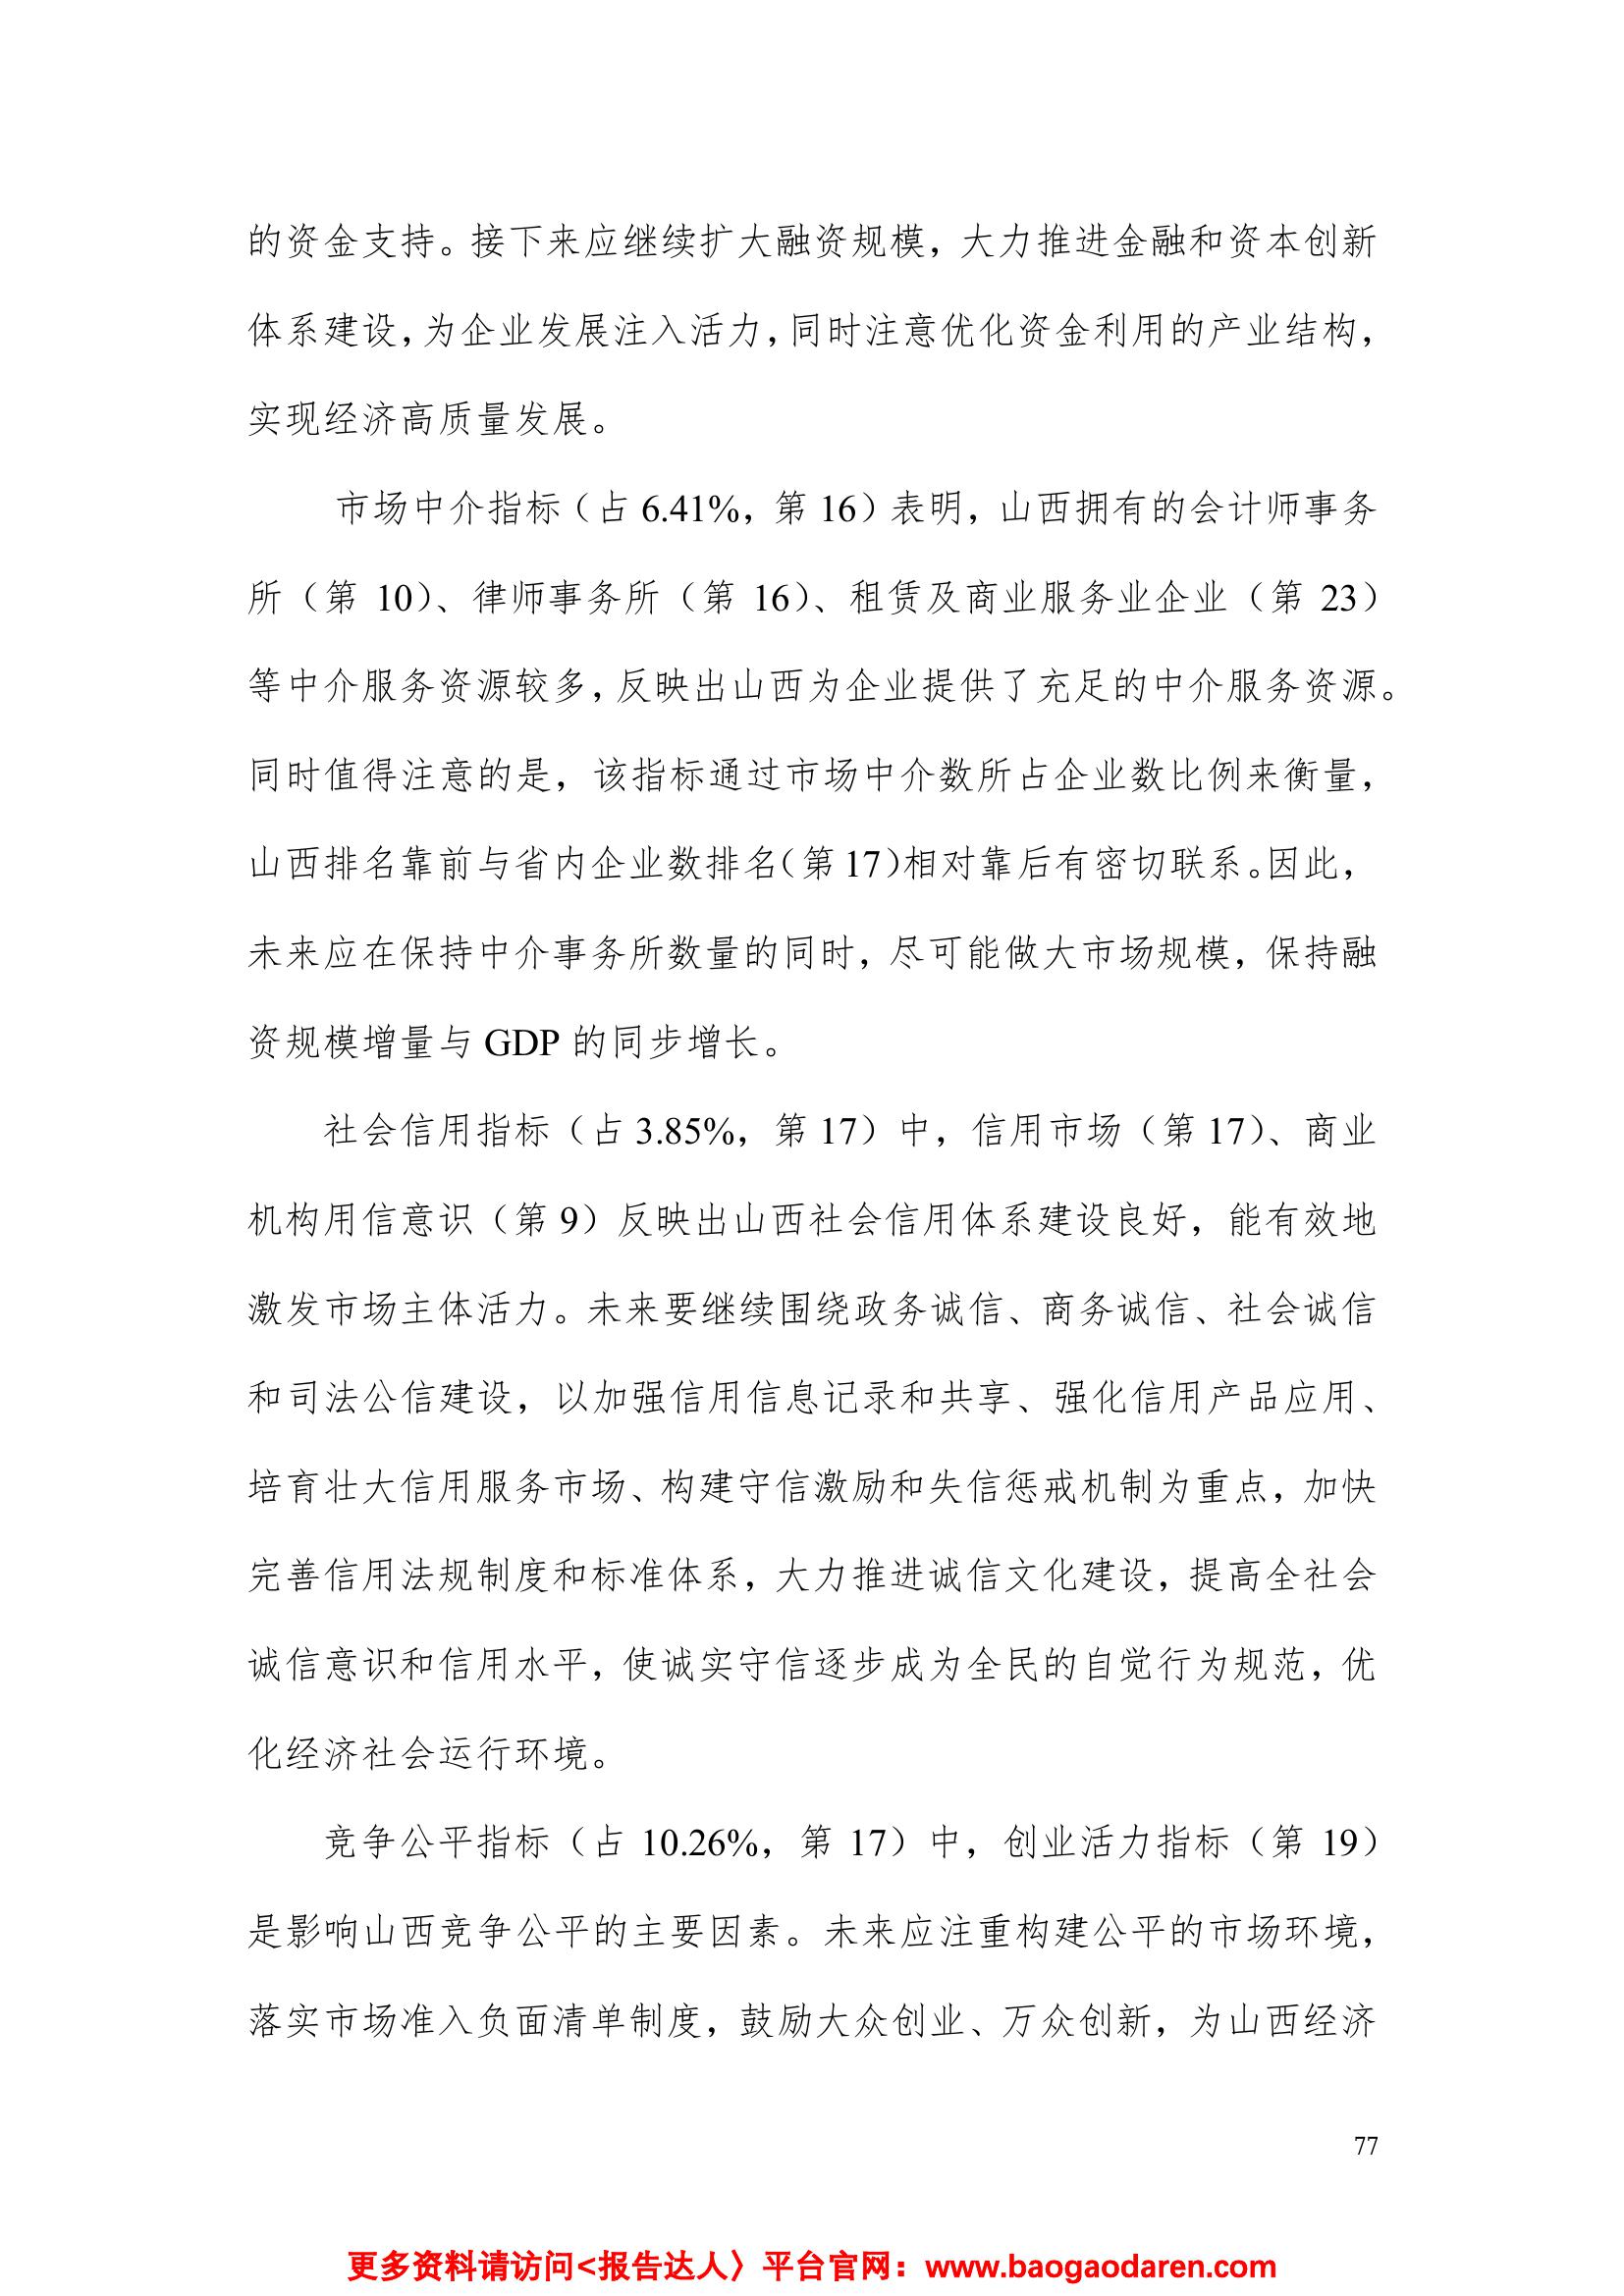 的资金支持。接下来应继续扩大融资规模，大力推进金融和资本创新
体系建设，为企业发展注入活力，同时注意优化资金利用的产业结构，
实现经济高质量发展。
市场中介指标（占 6.41%，第 16）表明，山西拥有的会计师事务
所（第 10）、律师事务所（第 16）、租赁及商业服务业企业（第 23）
等中介服务资源较多，反映出山西为企业提供了充足的中介服务资源。
同时值得注意的是，该指标通过市场中介数所占企业数比例来衡量，
山西排名靠前与省内企业数排名（第 17）相对靠后有密切联系。因此，
未来应在保持中介事务所数量的同时，尽可能做大市场规模，保持融
资规模增量与 GDP 的同步增长。
社会信用指标（占 3.85%，第 17）中，信用市场（第 17）、商业
机构用信意识（第 9）反映出山西社会信用体系建设良好，能有效地
激发市场主体活力。未来要继续围绕政务诚信、商务诚信、社会诚信
和司法公信建设，以加强信用信息记录和共享、强化信用产品应用、
培育壮大信用服务市场、构建守信激励和失信惩戒机制为重点，加快
完善信用法规制度和标准体系，大力推进诚信文化建设，提高全社会
诚信意识和信用水平，使诚实守信逐步成为全民的自觉行为规范，优
化经济社会运行环境。
竞争公平指标（占 10.26%，第 17）中，创业活力指标（第 19）
是影响山西竞争公平的主要因素。未来应注重构建公平的市场环境，
落实市场准入负面清单制度，鼓励大众创业、万众创新，为山西经济
77
更多资料请访问<报告达人〉平台官网：www.baogaodaren.com